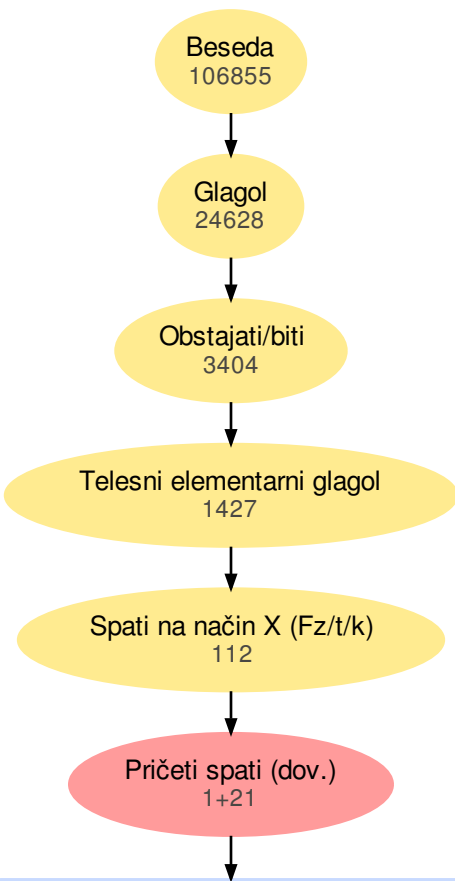 Beseda
106855
Glagol
24628
Obstajati/biti
3404
Telesni elementarni glagol
1427
Spati na način X (Fz/t/k)
112
Pričeti spati (dov.)
1+21